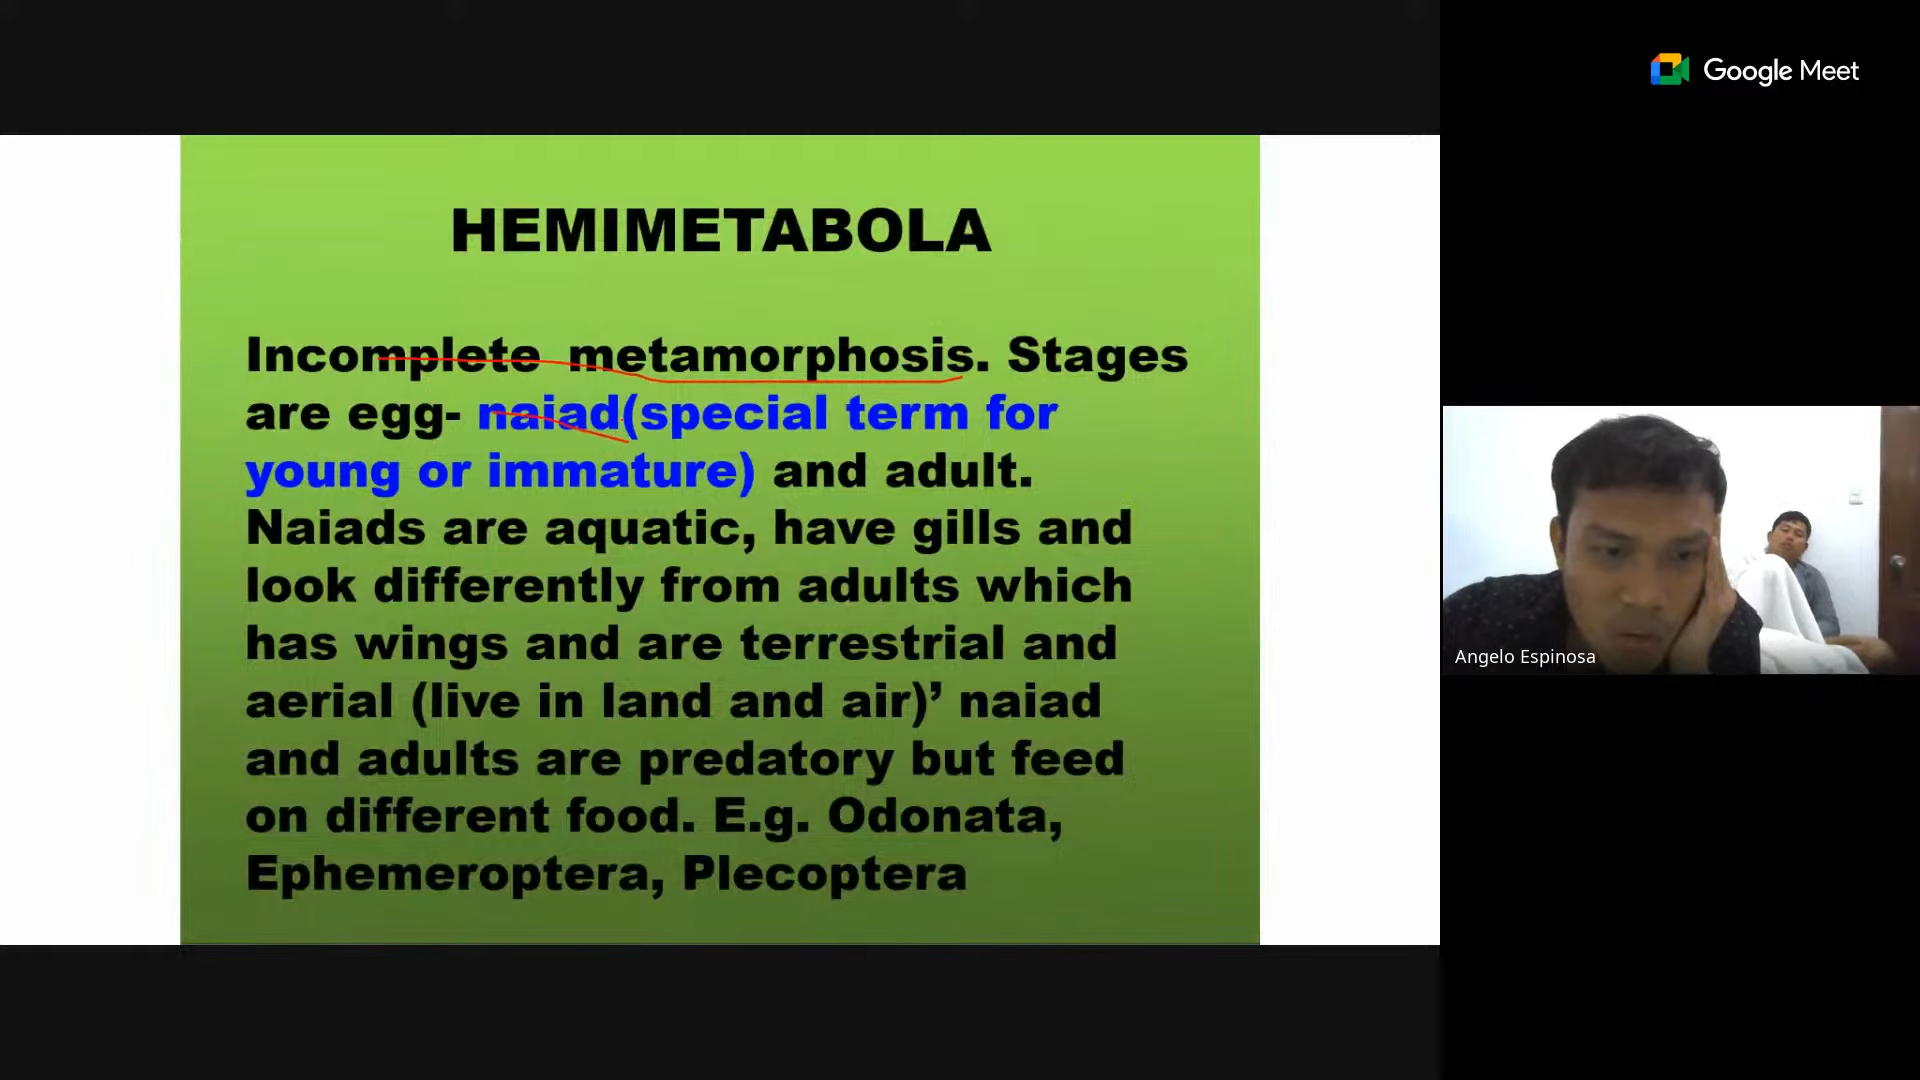 Google Meet
HEMIMETABOLA
Incomplete metamorphosis. Stages
are egg- naiad(special term for
young or immature) and adult.
Naiads are aquatic, have gills and
look differently from adults which
has wings and are terrestrial and
aerial (live in land and air)’ naiad
and adults are predatory but feed
on different food. E.g. Odonata,
Ephemeroptera, Plecoptera
Angelo Espinosa